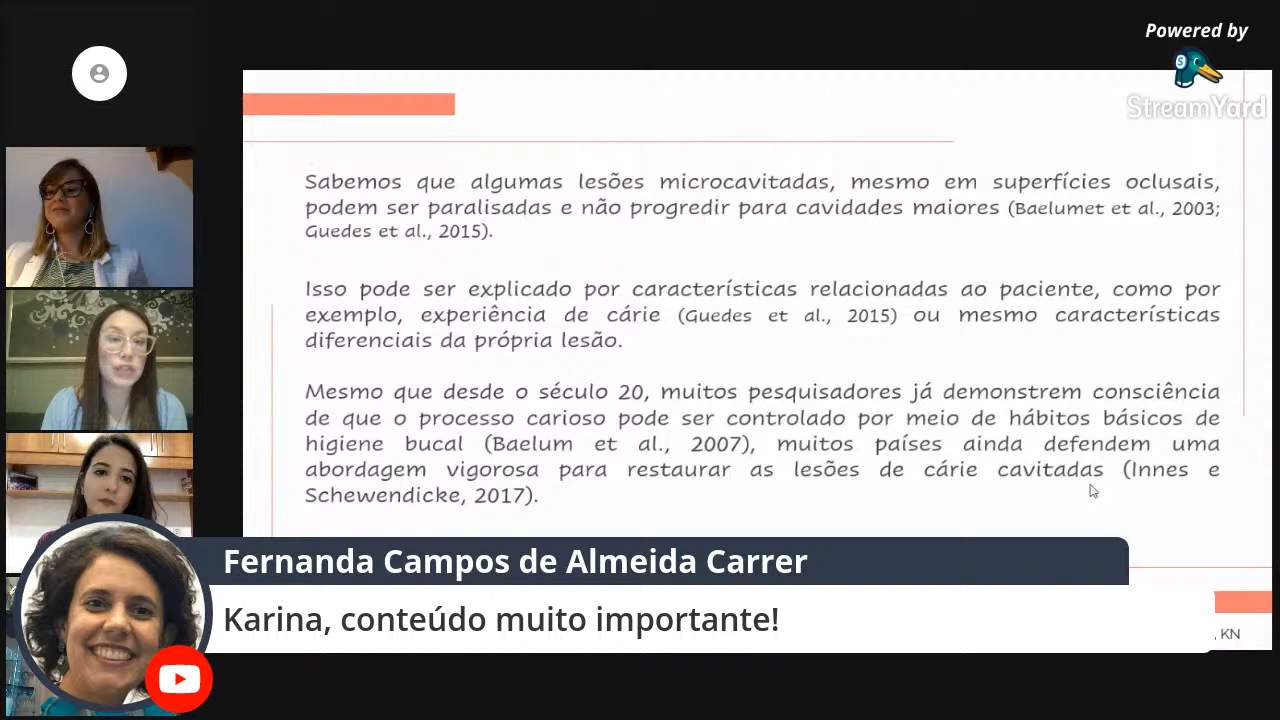 Powered by
StreamYard
Sabemos que algumas lesões microcavitadas, mesmo em superfícies oclusais,
podem ser paralisadas e não progredir para cavidades maiores (Baelumet et al., 2003;
Guedes et al., 2015).
Isso pode ser explicado por características relacionadas ao paciente, como por
exemplo, experiência de cárie (Guedes et al., 2015) ou mesmo características
diferenciais da própria lesão.
Mesmo que desde o século 20, muitos pesquisadores já demonstrem consciência
de que o processo carioso pode ser controlado por meio de hábitos básicos de
higiene bucal (Baelum et al., 2007), muitos países ainda defendem uma
abordagem vigorosa para restaurar as lesões de cárie cavitadas (Innes e
Schewendicke, 2017).
Fernanda Campos de Almeida Carrer
Karina, conteúdo muito importante!
, KN